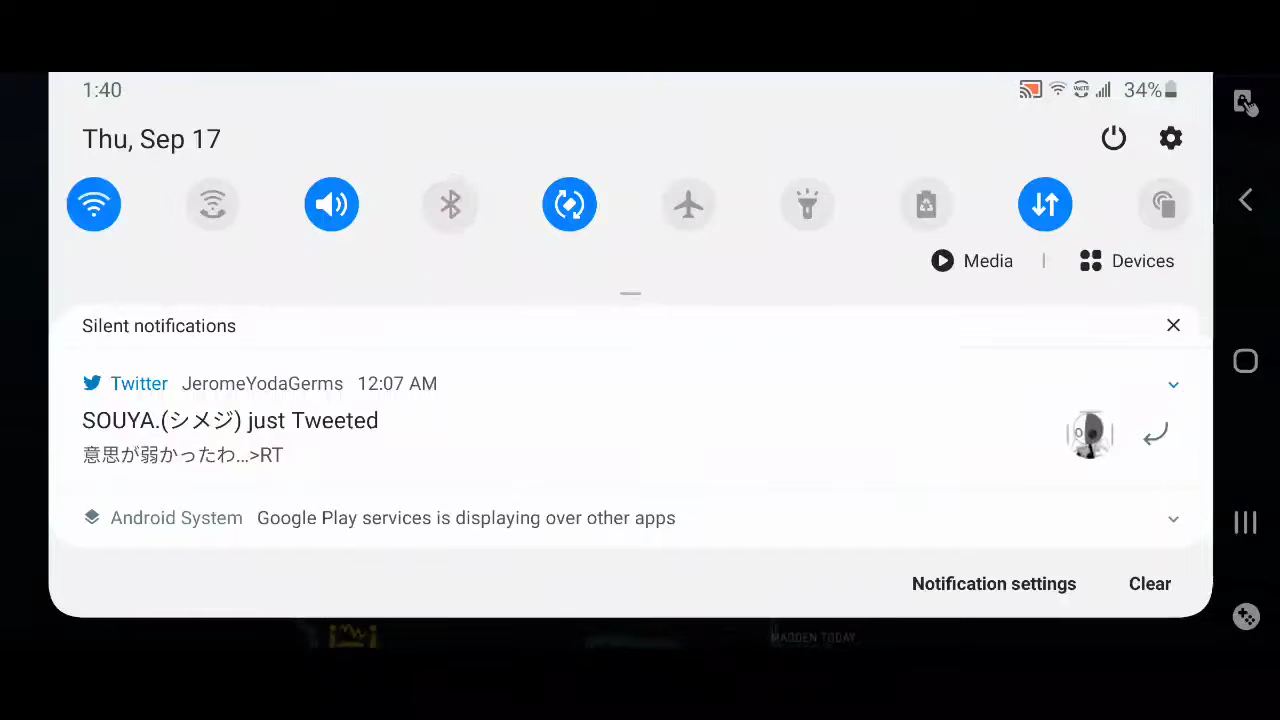 1:40
34%
Thu, Sep 17
Media | Devices
Silent notifications
Twitter JeromeYodaGerms 12:07 AM
SOUYA.(シメジ) just Tweeted
意思が弱かったわ...>RT
Android System Google Play services is displaying over other apps
Notification settings Clear
MADDEN TODAY